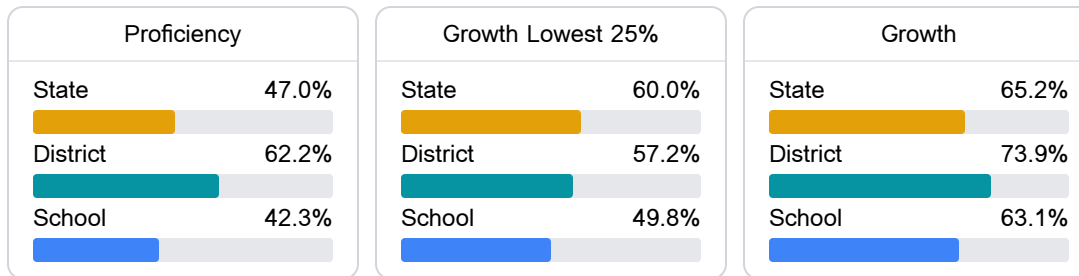 Proficiency
State 47.0%
District 62.2%
School 42.3%
Growth Lowest 25%
State 60.0%
District 57.2%
School 49.8%
Growth
State 65.2%
District 73.9%
School 63.1%